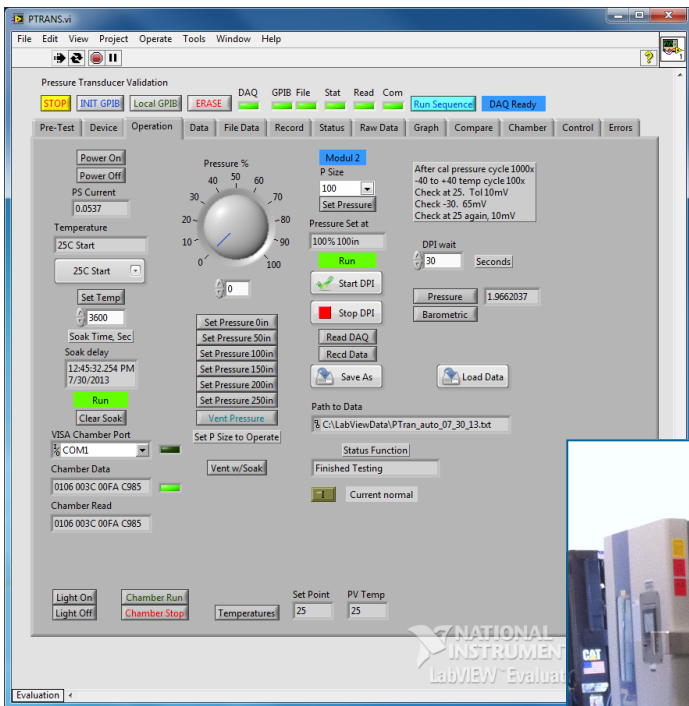 PTRANS.vi
File Edit View Project Operate Tools Window Help
Pressure Transducer Validation
DAQ GPIB File Stat Read Com
STOP INIT GPIB Local GPIB ERASE Run Sequence DAQ Ready
Pre-Test Device Operation Data File Data Record Status Raw Data Graph Compare Chamber Control Errors
Power On
Power Off
PS Current
0.0537
Temperature
25C Start
25C Start
Set Temp
3600
Soak Time, Sec
Soak delay
12:45:32.254 PM
7/30/2013
Run
Clear Soak
VISA Chamber Port
COM1
Chamber Data
0106 003C 00FA C985
Chamber Read
0106 003C 00FA C985
Light On
Light Off
Chamber Run
Chamber Stop
Temperatures
Set Point
25
PV Temp
25
Pressure %
0 10 20 30 40 50 60 70 80 90 100
0
Set Pressure 0in
Set Pressure 50in
Set Pressure 100in
Set Pressure 150in
Set Pressure 200in
Set Pressure 250in
Vent Pressure
Set P Size to Operate
Vent w/Soak
Modul 2
P Size
100
Set Pressure
Pressure Set at
100% 100in
Run
Start DPI
Stop DPI
Read DAQ
Recd Data
Save As
Load Data
Path to Data
C:\LabViewData\PTran_auto_07_30_13.txt
Status Function
Finished Testing
Current normal
After cal pressure cycle 1000x
-40 to +40 temp cycle 100x
Check at 25. Tol 10mV
Check -30. 65mV
Check at 25 again, 10mV
DPI wait
30 Seconds
Pressure 1.9662037
Barometric
NATIONAL
INSTRUMEN
LabVIEW™ Evaluat
CAT
Evaluation